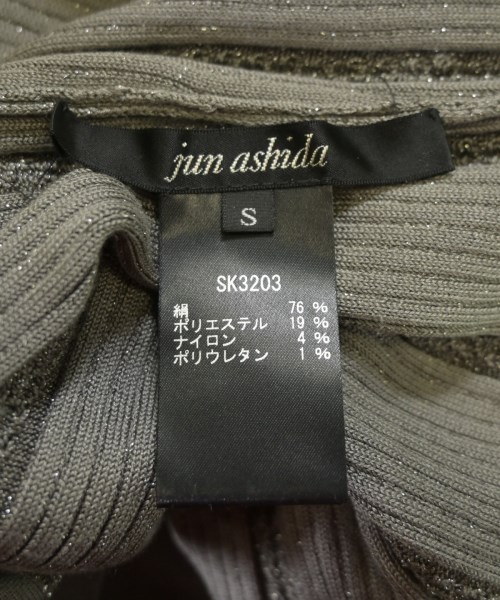 jun ashida
S
SK3203
絹 76 %
ポリエステル 19 %
ナイロン 4 %
ポリウレタン 1 %